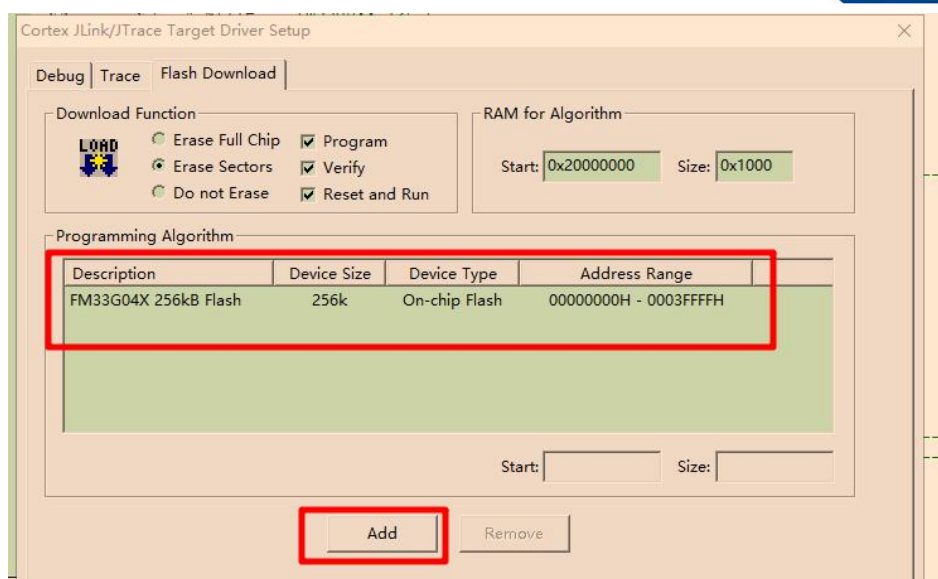 Cortex JLink/JTrace Target Driver Setup
Debug Trace Flash Download
Download Function
LOAD
Erase Full Chip
Erase Sectors
Do not Erase
Program
Verify
Reset and Run
RAM for Algorithm
Start: 0x20000000 Size: 0x1000
Programming Algorithm
Description Device Size Device Type Address Range
FM33G04X 256kB Flash 256k On-chip Flash 00000000H - 0003FFFFH
Start: Size:
Add Remove